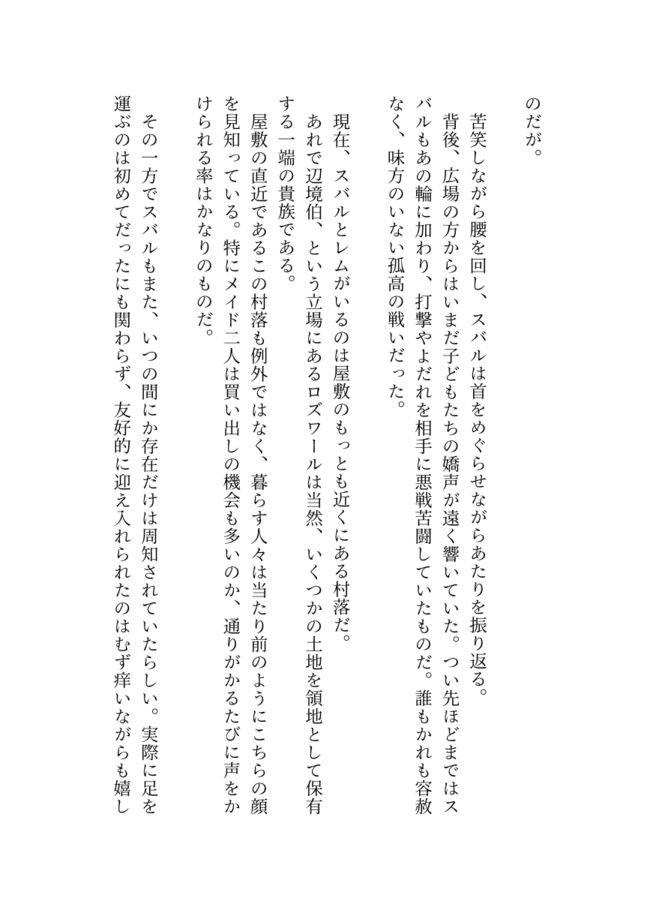 のだが。
苦笑しながら腰を回し、スバルは首をめぐらせながらあたりを振り返る。
背後、広場の方からはいまだ子どもたちの嬌声が遠く響いていた。つい先ほどまではス
バルもあの輪に加わり、打撃やよだれを相手に悪戦苦闘していたものだ。誰もかれも容赦
なく、味方のいない孤高の戦いだった。
現在、スバルとレムがいるのは屋敷のもっとも近くにある村落だ。
あれで辺境伯、という立場にあるロズワールは当然、いくつかの土地を領地として保有
する一端の貴族である。
屋敷の直近であるこの村落も例外ではなく、暮らす人々は当たり前のようにこちらの顔
を見知っている。特にメイド二人は買い出しの機会も多いのか、通りがかるたびに声をか
けられる率はかなりのものだ。
その一方でスバルもまた、いつの間にか存在だけは周知されていたらしい。実際に足を
運ぶのは初めてだったにも関わらず、友好的に迎え入れられたのはむず痒いながらも嬉し